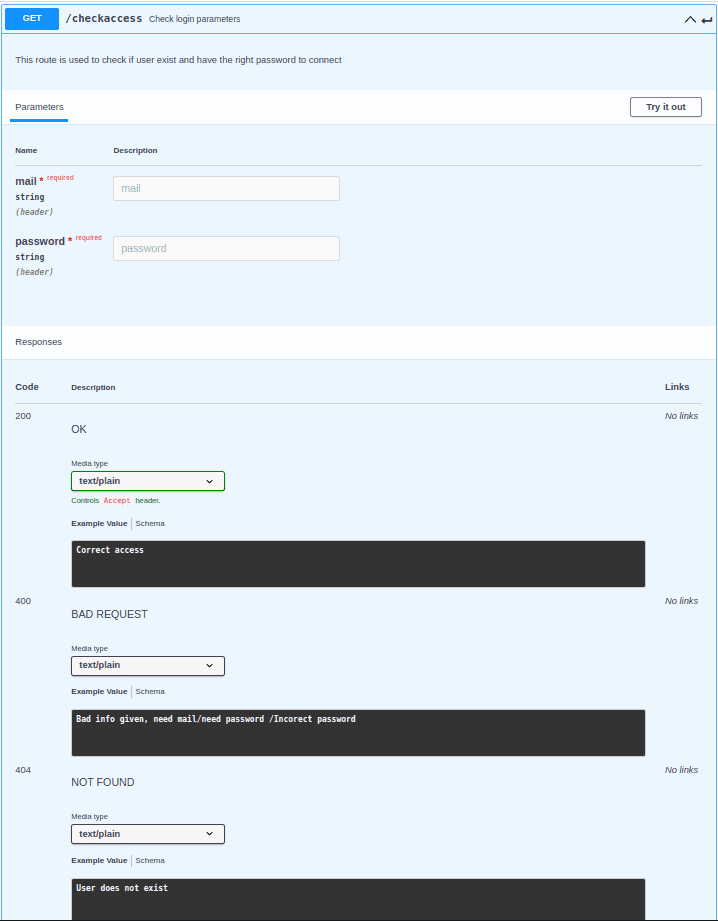 GET /checkaccess Check login parameters
This route is used to check if user exist and have the right password to connect
Parameters Try it out
Name Description
mail * required mail
string
(header)
password * required password
string
(header)
Responses
Code Description Links
200 No links
OK
Media type
text/plain
Controls Accept header.
Example Value Schema
Correct access
400 No links
BAD REQUEST
Media type
text/plain
Example Value Schema
Bad info given, need mail/need password /Incorect password
404 No links
NOT FOUND
Media type
text/plain
Example Value Schema
User does not exist